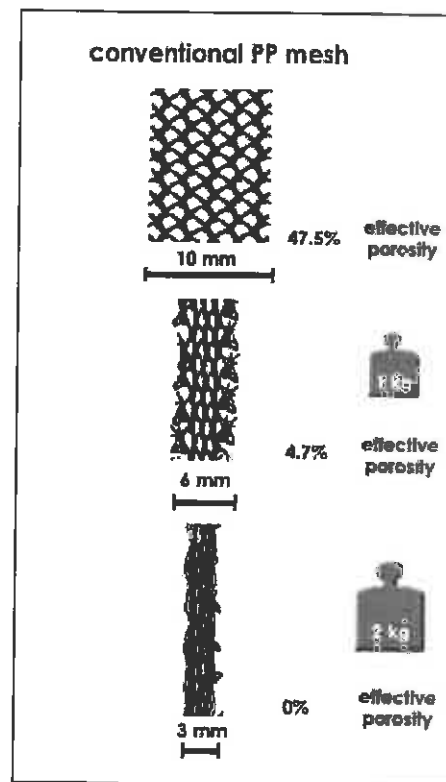 conventional PP mesh
47.5% effective
porosity
10 mm
4.7% effective
porosity
6 mm
kg
0% effective
porosity
3 mm